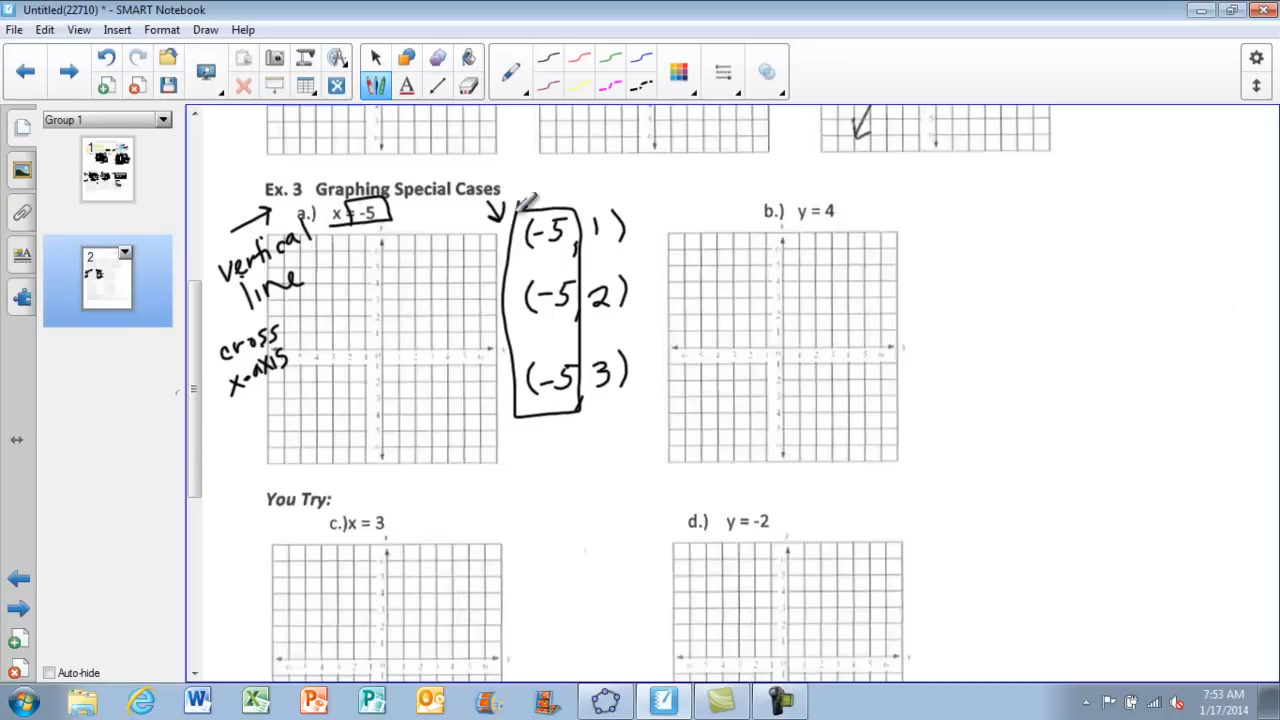 Untitled(22710) * - SMART Notebook
File Edit View Insert Format Draw Help
Group 1
1
2
Auto-hide
Ex. 3 Graphing Special Cases
a.) x = -5
vertical
line
cross
x-axis
(-5, 1)
(-5, 2)
(-5, 3)
b.) y = 4
You Try:
c.)x = 3
d.) y = -2
7:53 AM
1/17/2014